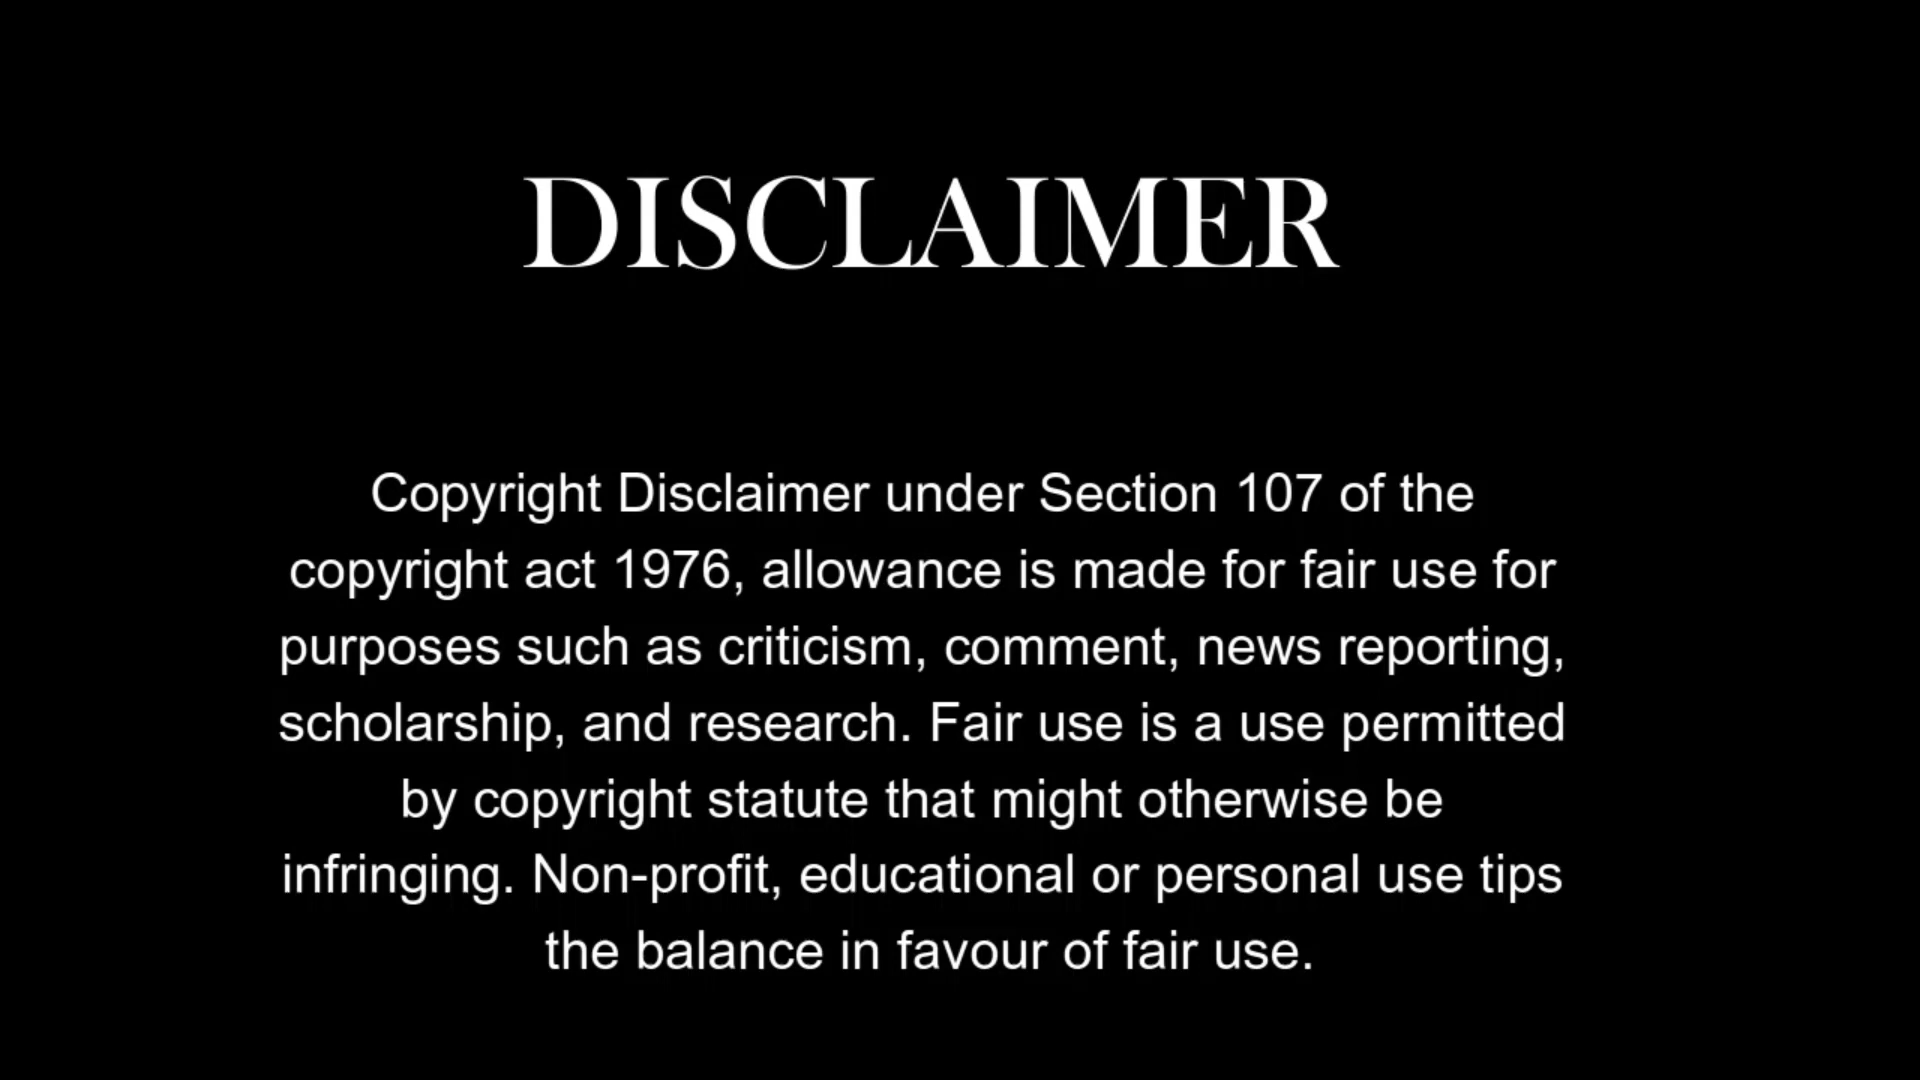 DISCLAIMER
Copyright Disclaimer under Section 107 of the
copyright act 1976, allowance is made for fair use for
purposes such as criticism, comment, news reporting,
scholarship, and research. Fair use is a use permitted
by copyright statute that might otherwise be
infringing. Non-profit, educational or personal use tips
the balance in favour of fair use.